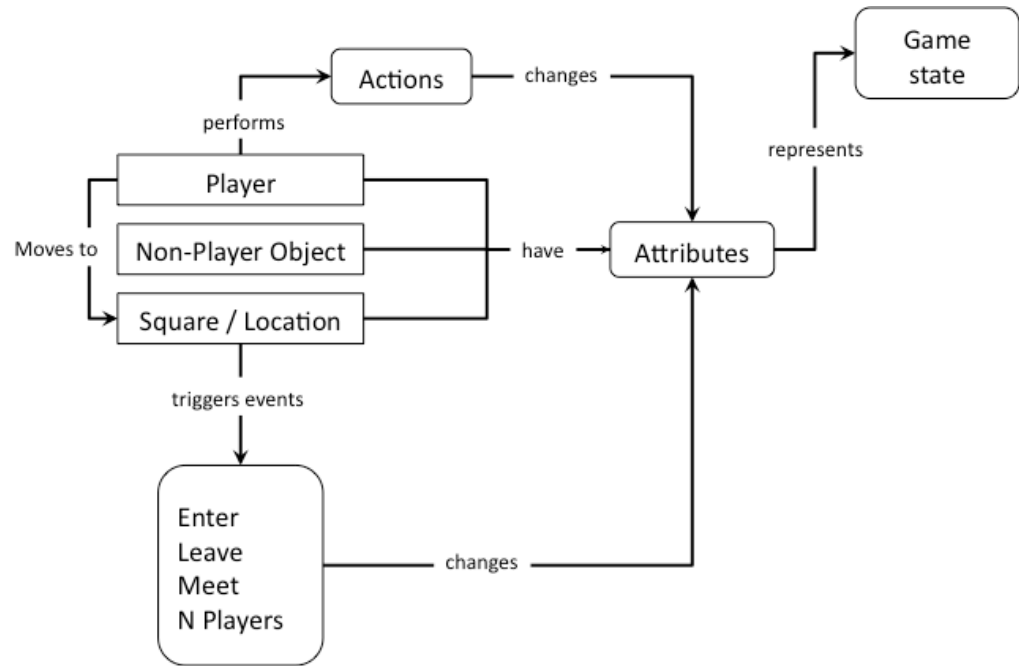 Game
state
Actions
changes
performs
represents
Player
Moves to
Non-Player Object
have
Attributes
Square / Location
triggers events
Enter
Leave
Meet
N Players
changes